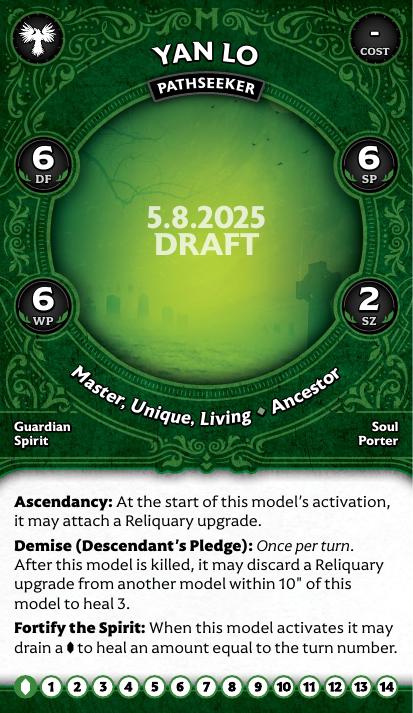 YAN LO
PATHSEEKER
-
COST
6
DF
6
SP
5.8.2025
DRAFT
6
WP
2
SZ
Master, Unique, Living ◆ Ancestor
Guardian
Spirit
Soul
Porter
Ascendancy: At the start of this model's activation,
it may attach a Reliquary upgrade.
Demise (Descendant's Pledge): Once per turn.
After this model is killed, it may discard a Reliquary
upgrade from another model within 10" of this
model to heal 3.
Fortify the Spirit: When this model activates it may
drain a to heal an amount equal to the turn number.
1 2 3 4 5 6 7 8 9 10 11 12 13 14